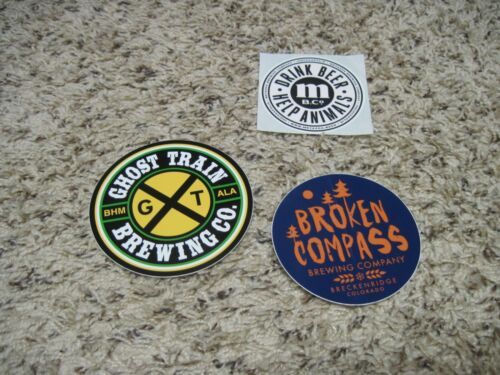 DRINK BEER
m
B.Co
HELP ANIMALS
GHOST TRAIN
BHM
ALA
G T
BREWING CO.
BROKEN
COMPASS
BREWING COMPANY
BRECKENRIDGE
COLORADO